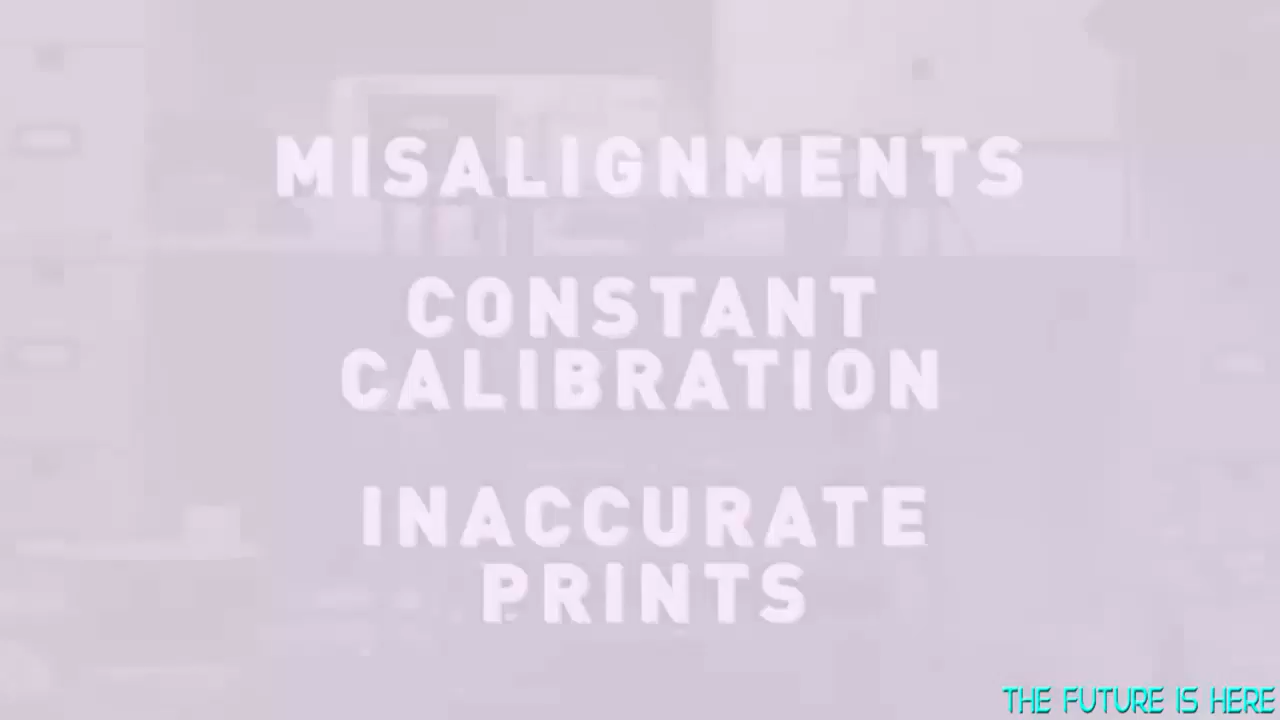 MISALIGNMENTS
CONSTANT
CALIBRATION
INACCURATE
PRINTS
THE FUTURE IS HERE